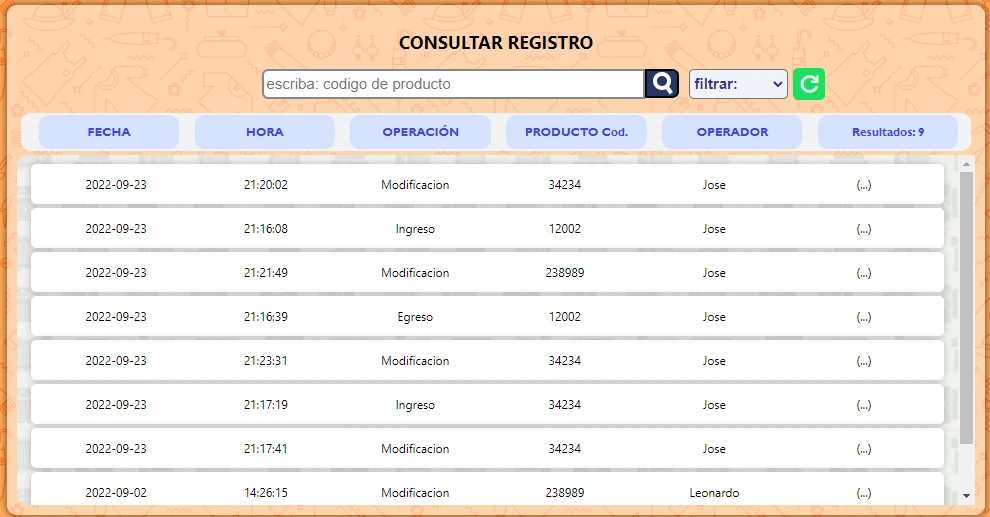 CONSULTAR REGISTRO
escriba: codigo de producto filtrar:
FECHA HORA OPERACIÓN PRODUCTO Cod. OPERADOR Resultados: 9
2022-09-23 21:20:02 Modificacion 34234 Jose (...)
2022-09-23 21:16:08 Ingreso 12002 Jose (...)
2022-09-23 21:21:49 Modificacion 238989 Jose (...)
2022-09-23 21:16:39 Egreso 12002 Jose (...)
2022-09-23 21:23:31 Modificacion 34234 Jose (...)
2022-09-23 21:17:19 Ingreso 34234 Jose (...)
2022-09-23 21:17:41 Modificacion 34234 Jose (...)
2022-09-02 14:26:15 Modificacion 238989 Leonardo (...)